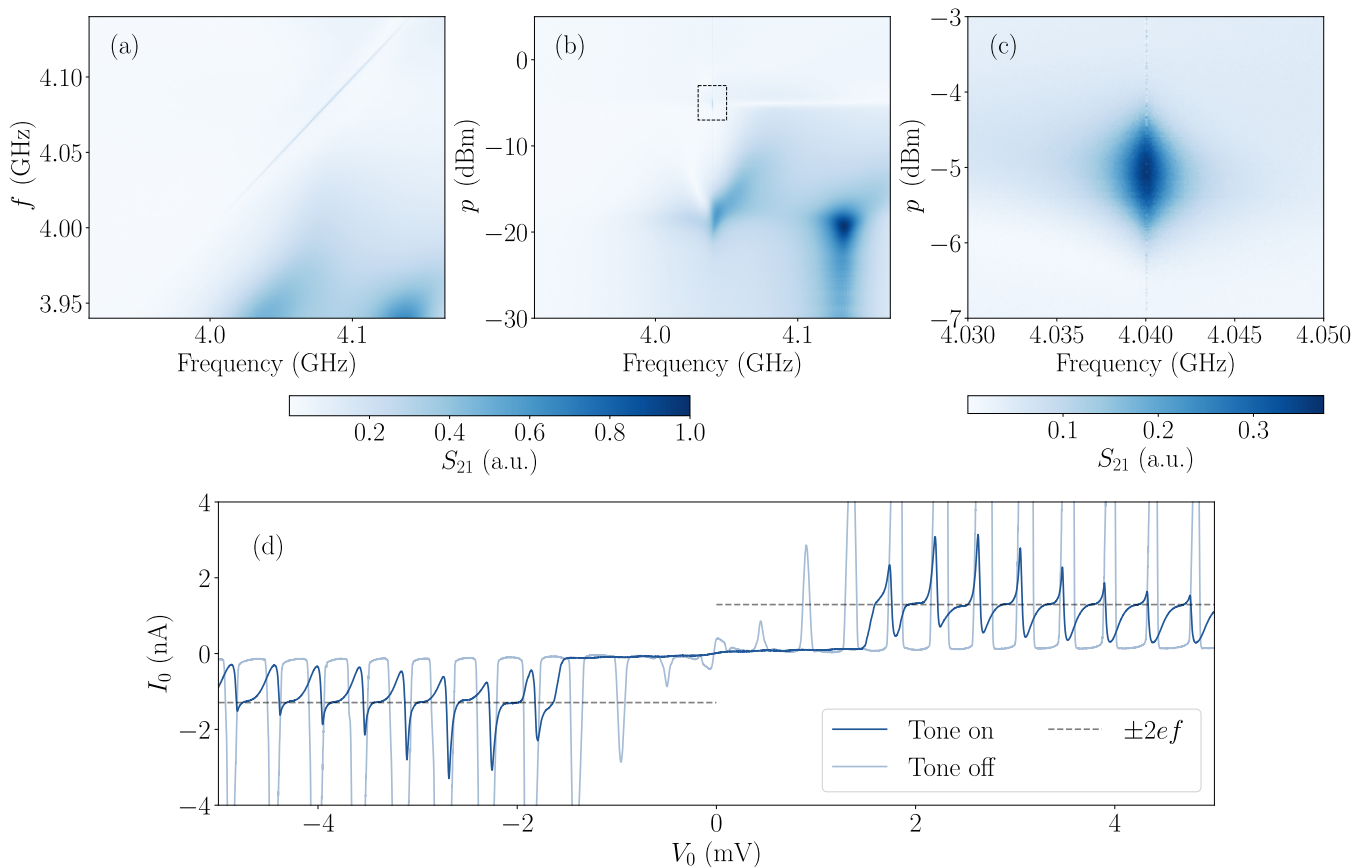 (a)
4.10
4.05
4.00
3.95
f (GHz)
4.0 4.1
Frequency (GHz)
(b)
0
−10
−20
−30
p (dBm)
4.0 4.1
Frequency (GHz)
(c)
−3
−4
−5
−6
−7
p (dBm)
4.030 4.035 4.040 4.045 4.050
Frequency (GHz)
0.2 0.4 0.6 0.8 1.0
S₂₁ (a.u.)
0.1 0.2 0.3
S₂₁ (a.u.)
(d)
4
2
0
−2
−4
I₀ (nA)
Tone on
Tone off
±2ef
−4 −2 0 2 4
V₀ (mV)